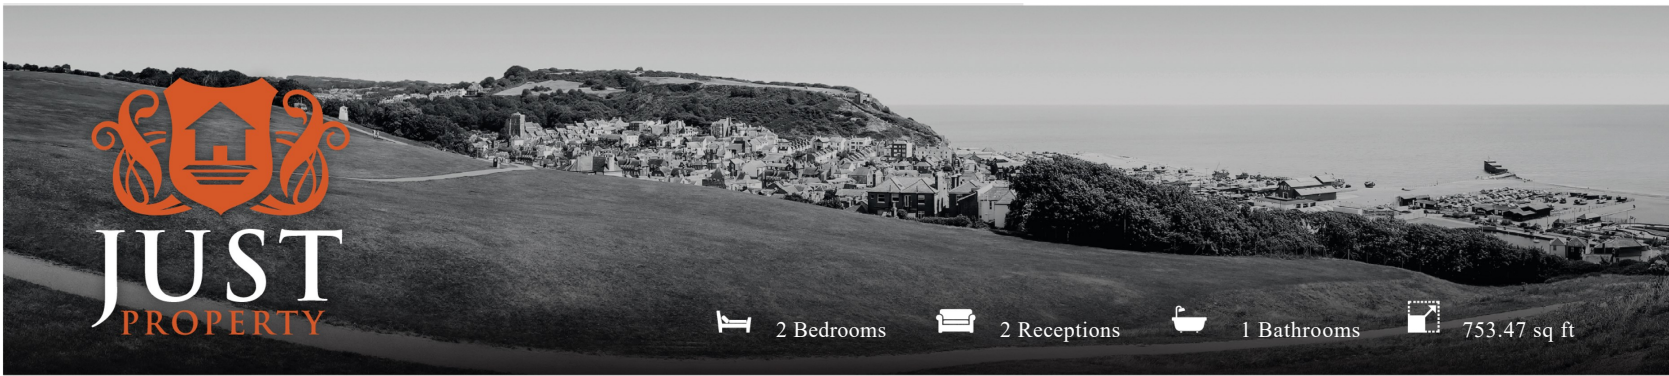 JUST
PROPERTY
2 Bedrooms
2 Receptions
1 Bathrooms
753.47 sq ft